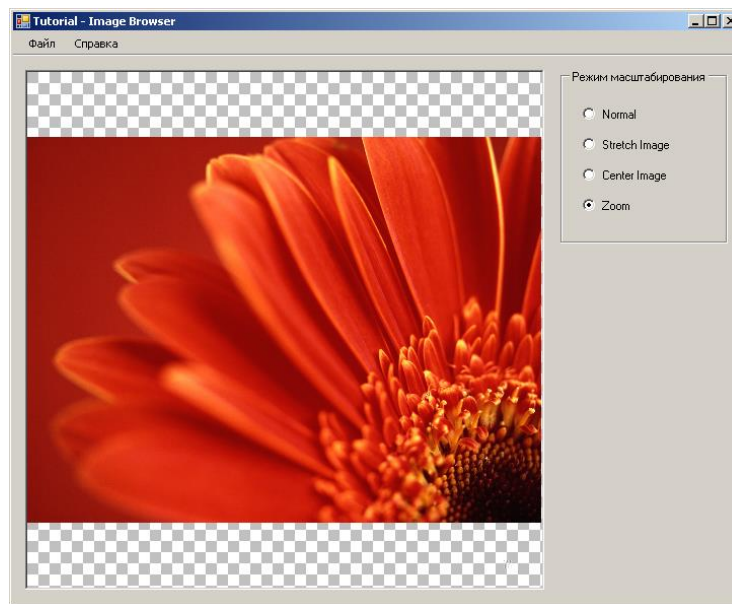 Tutorial - Image Browser
Файл Справка
Режим масштабирования
Normal
Stretch Image
Center Image
Zoom